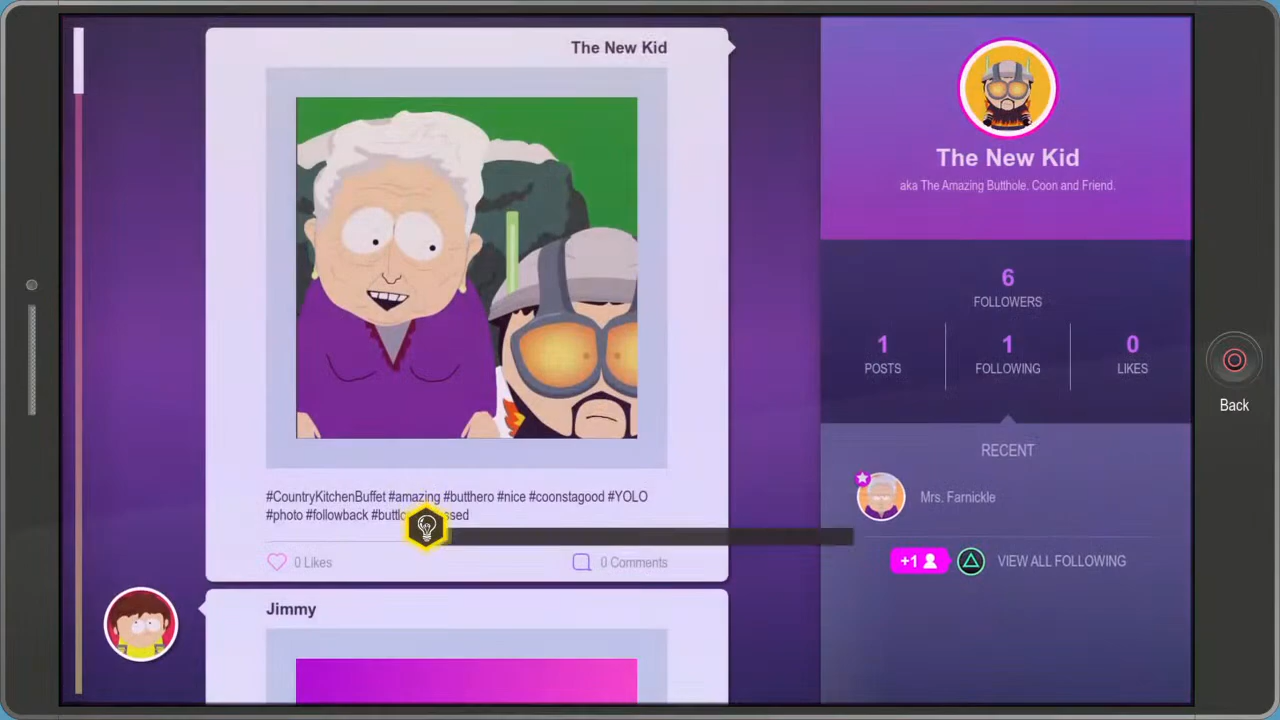 The New Kid
#CountryKitchenBuffet #amazing #butthero #nice #coonstagood #YOLO
#photo #followback
0 Likes
0 Comments
Jimmy
The New Kid
aka The Amazing Butthole. Coon and Friend.
6
FOLLOWERS
1
POSTS
1
FOLLOWING
0
LIKES
RECENT
Mrs. Farnickle
+1
VIEW ALL FOLLOWING
Back